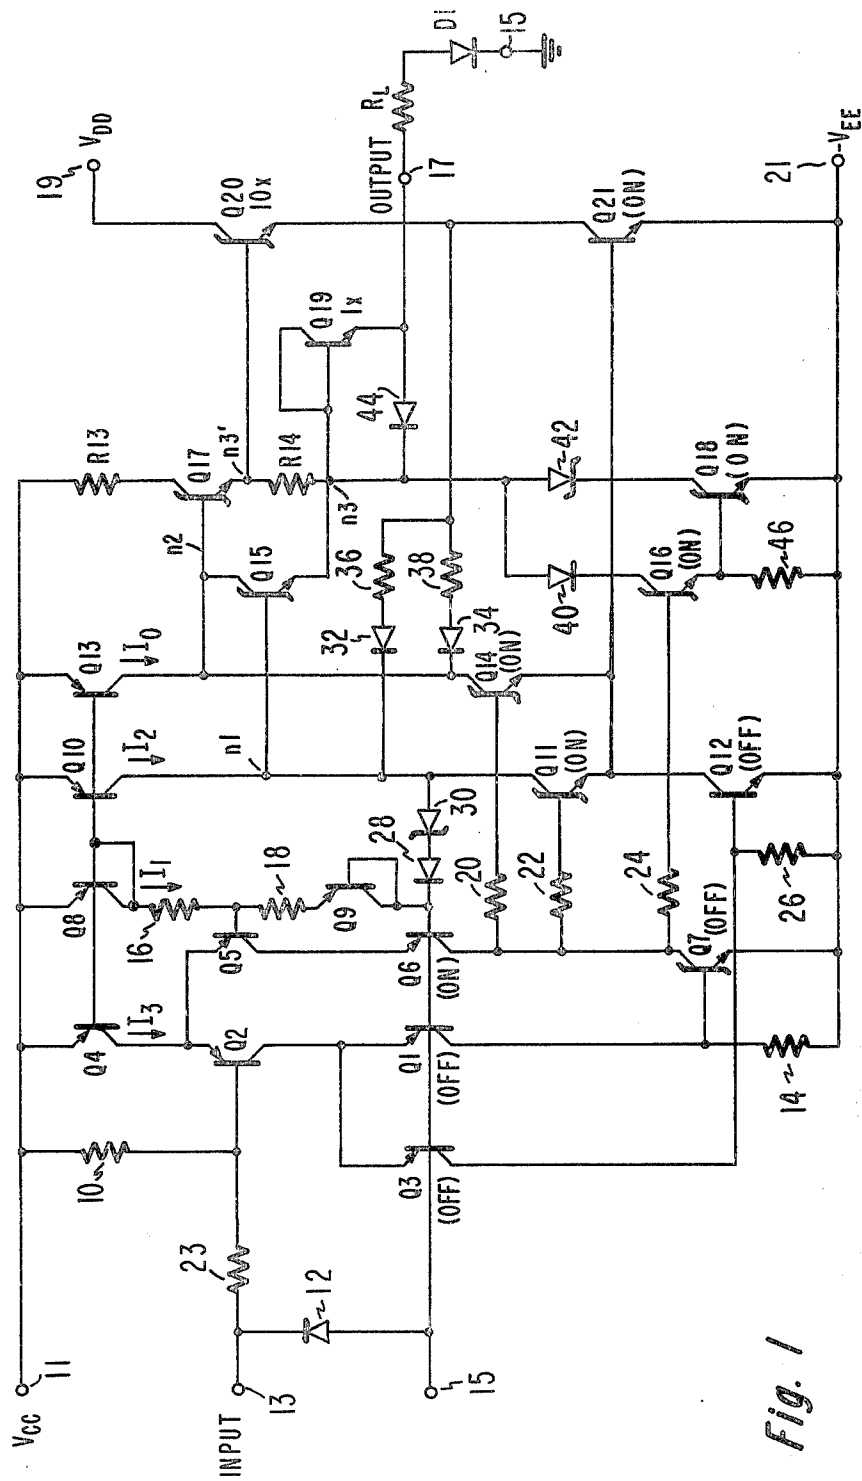 VCC
11
INPUT
13
15
23
12
10
Q4
I3
Q2
Q3
(OFF)
Q1
(OFF)
14
Q8
16
I1
Q5
18
Q9
Q6
(ON)
28
30
20
22
24
Q7
(OFF)
26
Q10
I2
n1
Q11
(ON)
Q12
(OFF)
Q13
I0
32
34
Q14
(ON)
36
38
n2
Q15
Q17
R13
n3'
R14
n3
40
42
Q16
(ON)
Q18
(ON)
46
44
Q19
1x
Q20
10x
19
VDD
OUTPUT
17
RL
D1
15
Q21
(ON)
21
-VEE
Fig. 1